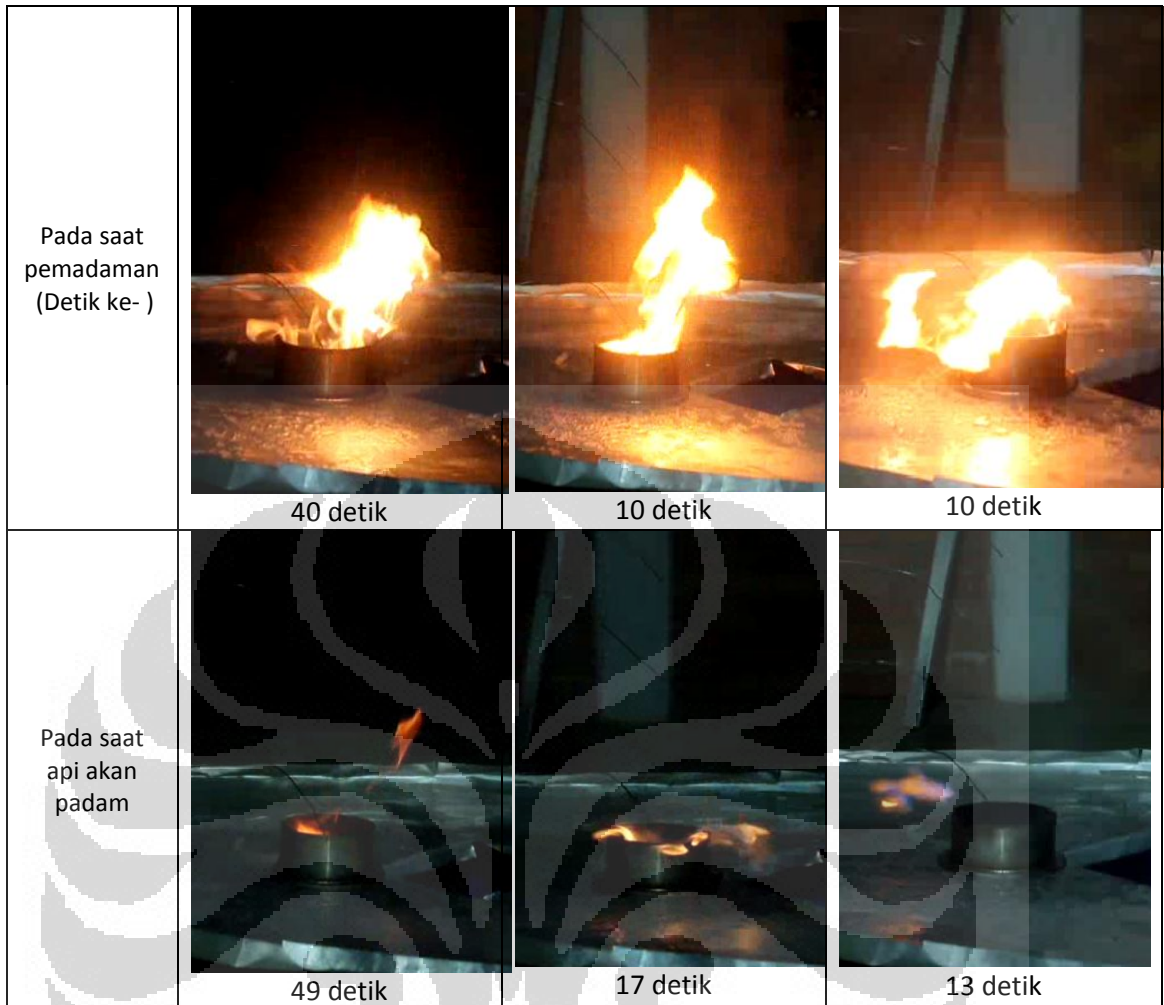 Pada saat
pemadaman
(Detik ke- )
40 detik
10 detik
10 detik
Pada saat
api akan
padam
49 detik
17 detik
13 detik